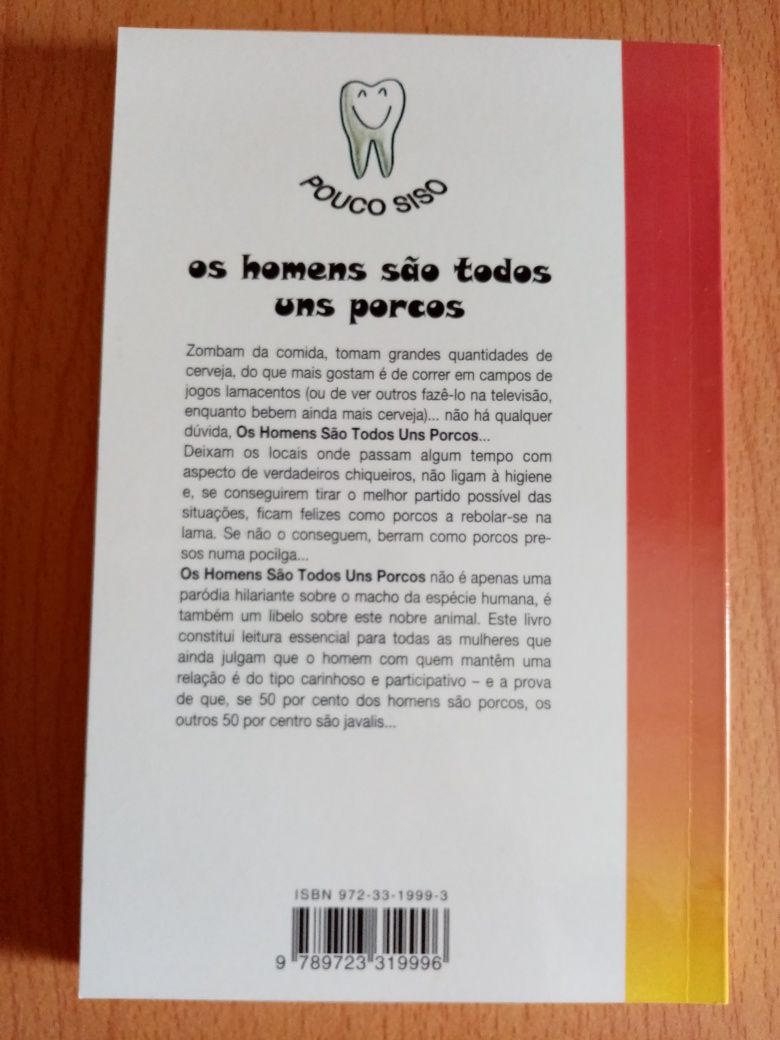 POUCO SISO
os homens são todos
uns porcos
Zombam da comida, tomam grandes quantidades de
cerveja, do que mais gostam é de correr em campos de
jogos lamacentos (ou de ver outros fazê-lo na televisão,
enquanto bebem ainda mais cerveja)... não há qualquer
dúvida, Os Homens São Todos Uns Porcos...
Deixam os locais onde passam algum tempo com
aspecto de verdadeiros chiqueiros, não ligam à higiene
e, se conseguirem tirar o melhor partido possível das
situações, ficam felizes como porcos a rebolar-se na
lama. Se não o conseguem, berram como porcos pre-
sos numa pocilga...
Os Homens São Todos Uns Porcos não é apenas uma
paródia hilariante sobre o macho da espécie humana, é
também um libelo sobre este nobre animal. Este livro
constitui leitura essencial para todas as mulheres que
ainda julgam que o homem com quem mantêm uma
relação é do tipo carinhoso e participativo – e a prova
de que, se 50 por cento dos homens são porcos, os
outros 50 por centro são javalis...
ISBN 972-33-1999-3
9 789723 319996